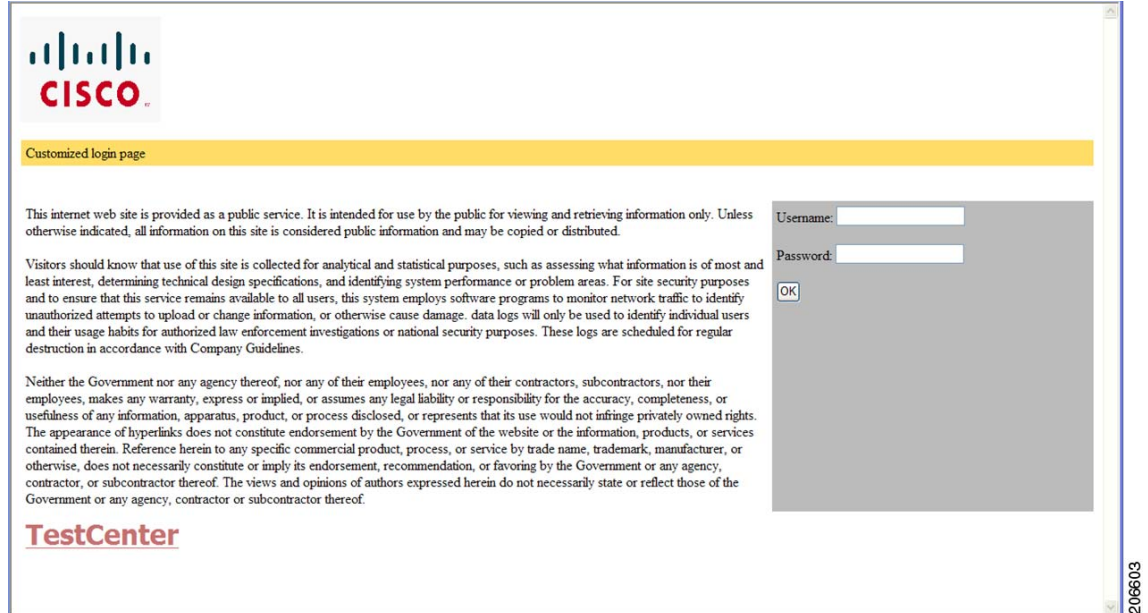 CISCO
Customized login page
This internet web site is provided as a public service. It is intended for use by the public for viewing and retrieving information only. Unless
otherwise indicated, all information on this site is considered public information and may be copied or distributed.
Visitors should know that use of this site is collected for analytical and statistical purposes, such as assessing what information is of most and
least interest, determining technical design specifications, and identifying system performance or problem areas. For site security purposes
and to ensure that this service remains available to all users, this system employs software programs to monitor network traffic to identify
unauthorized attempts to upload or change information, or otherwise cause damage. data logs will only be used to identify individual users
and their usage habits for authorized law enforcement investigations or national security purposes. These logs are scheduled for regular
destruction in accordance with Company Guidelines.
Neither the Government nor any agency thereof, nor any of their employees, nor any of their contractors, subcontractors, nor their
employees, makes any warranty, express or implied, or assumes any legal liability or responsibility for the accuracy, completeness, or
usefulness of any information, apparatus, product, or process disclosed, or represents that its use would not infringe privately owned rights.
The appearance of hyperlinks does not constitute endorsement by the Government of the website or the information, products, or services
contained therein. Reference herein to any specific commercial product, process, or service by trade name, trademark, manufacturer, or
otherwise, does not necessarily constitute or imply its endorsement, recommendation, or favoring by the Government or any agency,
contractor, or subcontractor thereof. The views and opinions of authors expressed herein do not necessarily state or reflect those of the
Government or any agency, contractor or subcontractor thereof.
TestCenter
Username:
Password:
OK
206603